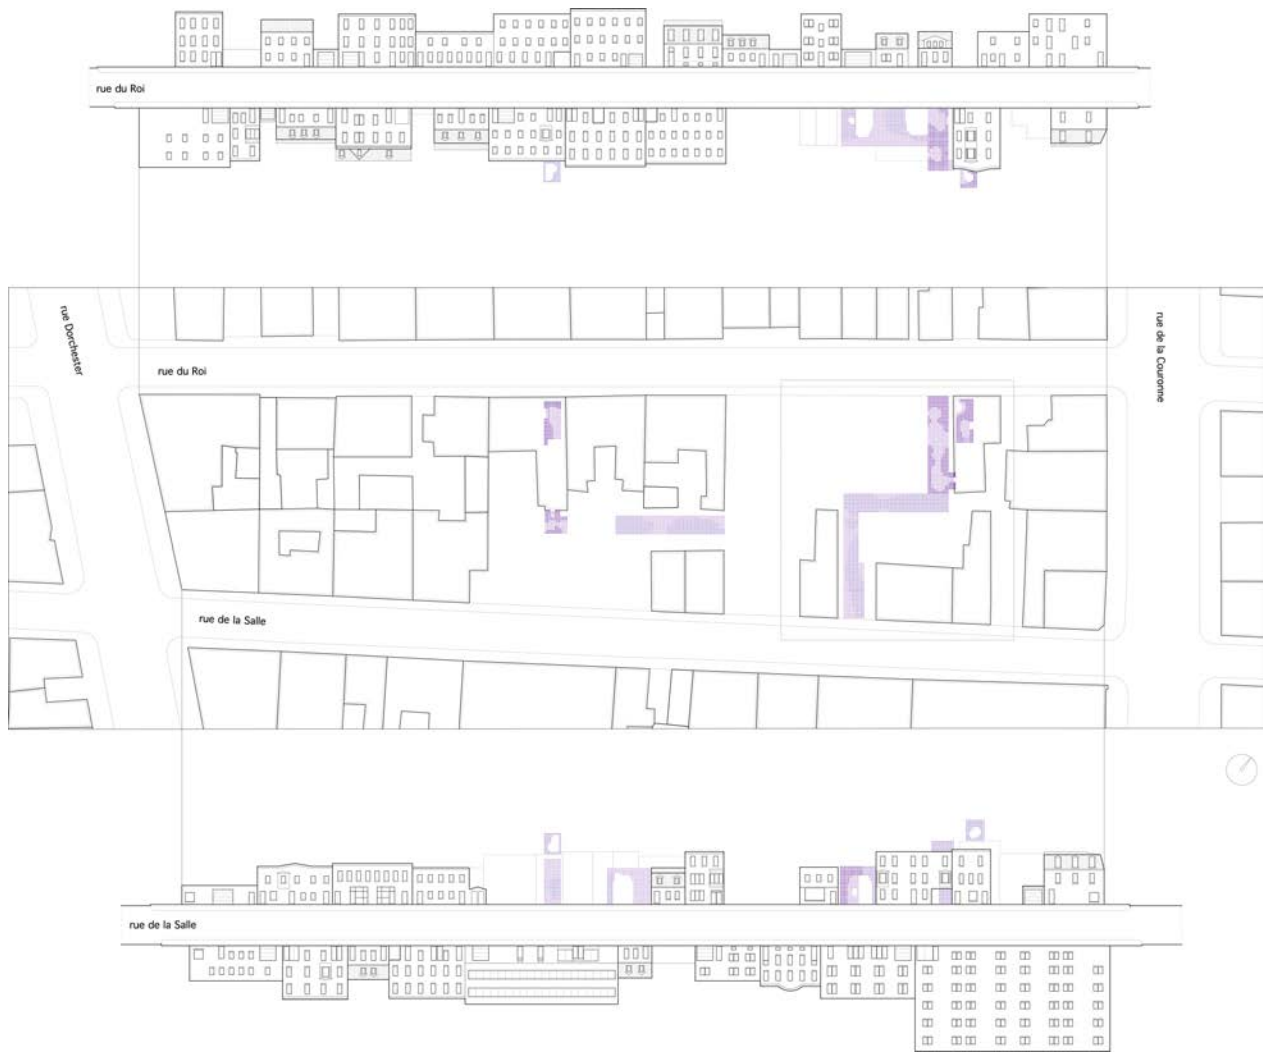 rue du Roi
rue Dorchester
rue de la Couronne
rue du Roi
rue de la Salle
rue de la Salle